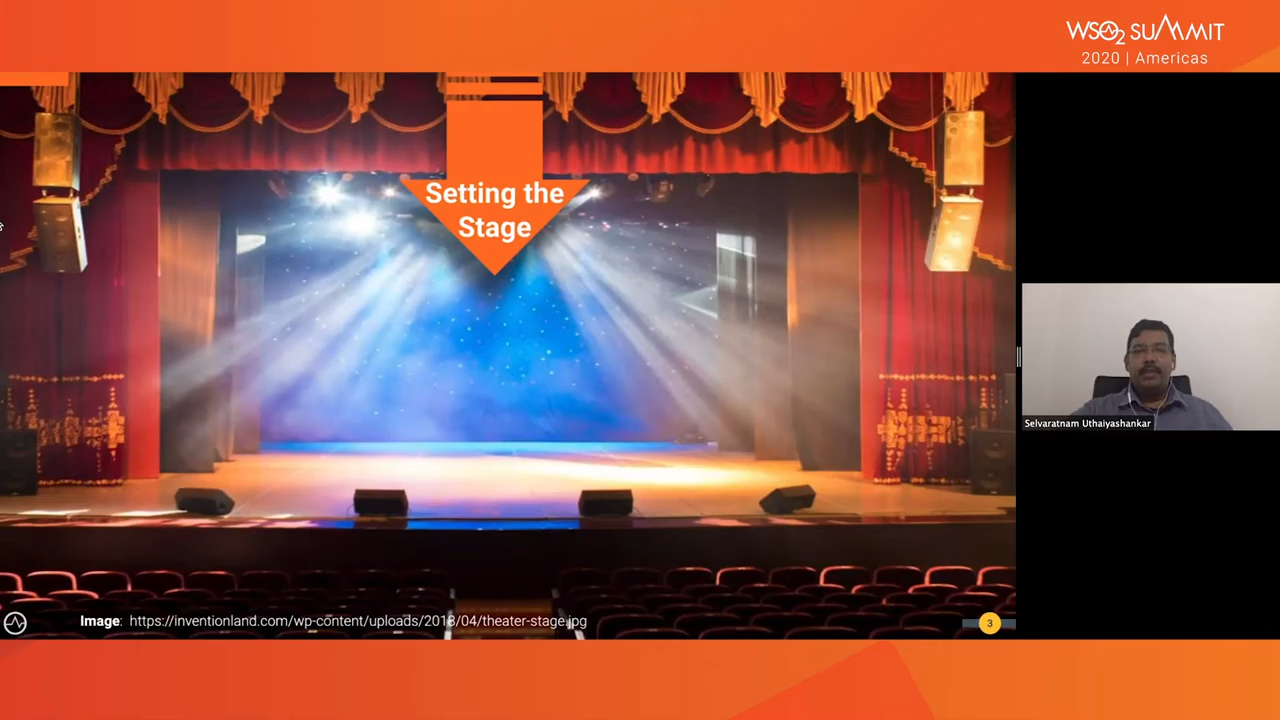 WSO2 SUMMIT
2020 | Americas
Setting the
Stage
Selvaratnam Uthaiyashankar
Image: https://inventionland.com/wp-content/uploads/2018/04/theater-stage.jpg
3